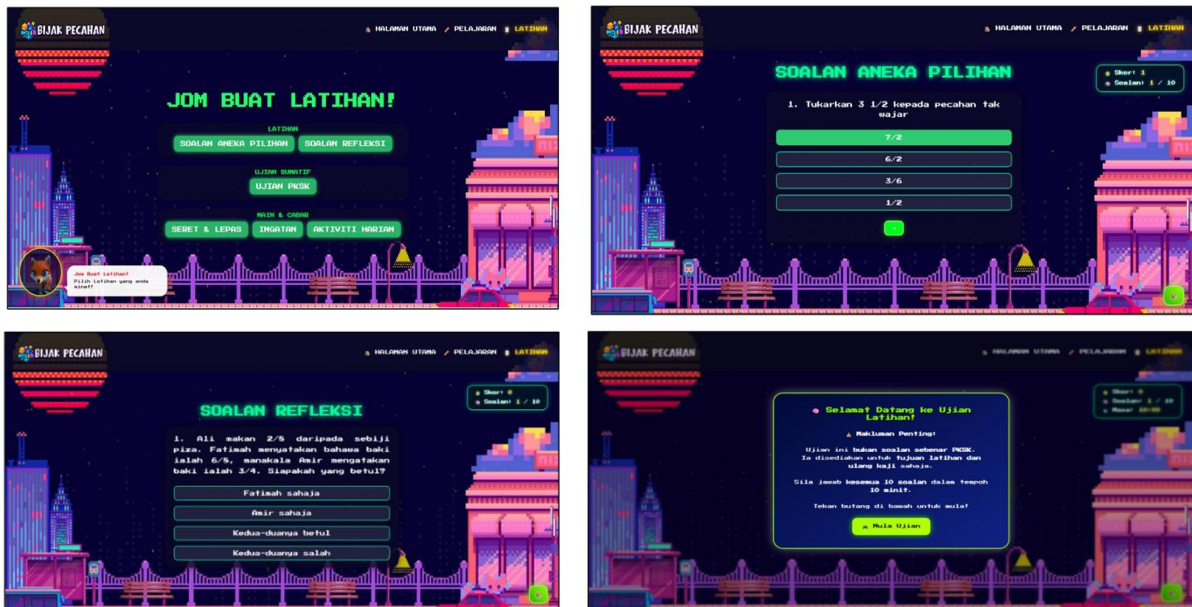 BIJAK PECAHAN
HALAMAN UTAMA
PELAJARAN
LATIHAN
JOM BUAT LATIHAN!
LATIHAN
SOALAN ANEKA PILIHAN
SOALAN REFLEKSI
UJIAN SUMATIF
UJIAN PKSK
MAIN & CABAR
SERET & LEPAS
INGATAN
AKTIVITI HARIAN
Jom Buat Latihan!
Pilih latihan yang anda
minat!
BIJAK PECAHAN
HALAMAN UTAMA
PELAJARAN
LATIHAN
SOALAN ANEKA PILIHAN
Skor: 1
Soalan: 1 / 10
1. Tukarkan 3 1/2 kepada pecahan tak
wajar
7/2
6/2
3/6
1/2
BIJAK PECAHAN
HALAMAN UTAMA
PELAJARAN
LATIHAN
Skor: 0
Soalan: 1 / 10
SOALAN REFLEKSI
1. Ali makan 2/8 daripada sebiji
piza. Fatimah menyatakan bahawa baki
ialah 6/8, manakala Amir mengatakan
baki ialah 3/4. Siapakah yang betul?
Fatimah sahaja
Amir sahaja
Kedua-duanya betul
Kedua-duanya salah
BIJAK PECAHAN
HALAMAN UTAMA
PELAJARAN
LATIHAN
Skor: 0
Soalan: 1 / 10
Masa: 10:00
Selamat Datang ke Ujian
Latihan!
Makluman Penting:
Ujian ini bukan soalan sebenar PKSK.
Ia disediakan untuk tujuan latihan dan
ulang kaji sahaja.
Sila jawab kesemua 10 soalan dalam tempoh
10 minit.
Tekan butang di bawah untuk mula!
Mula Ujian